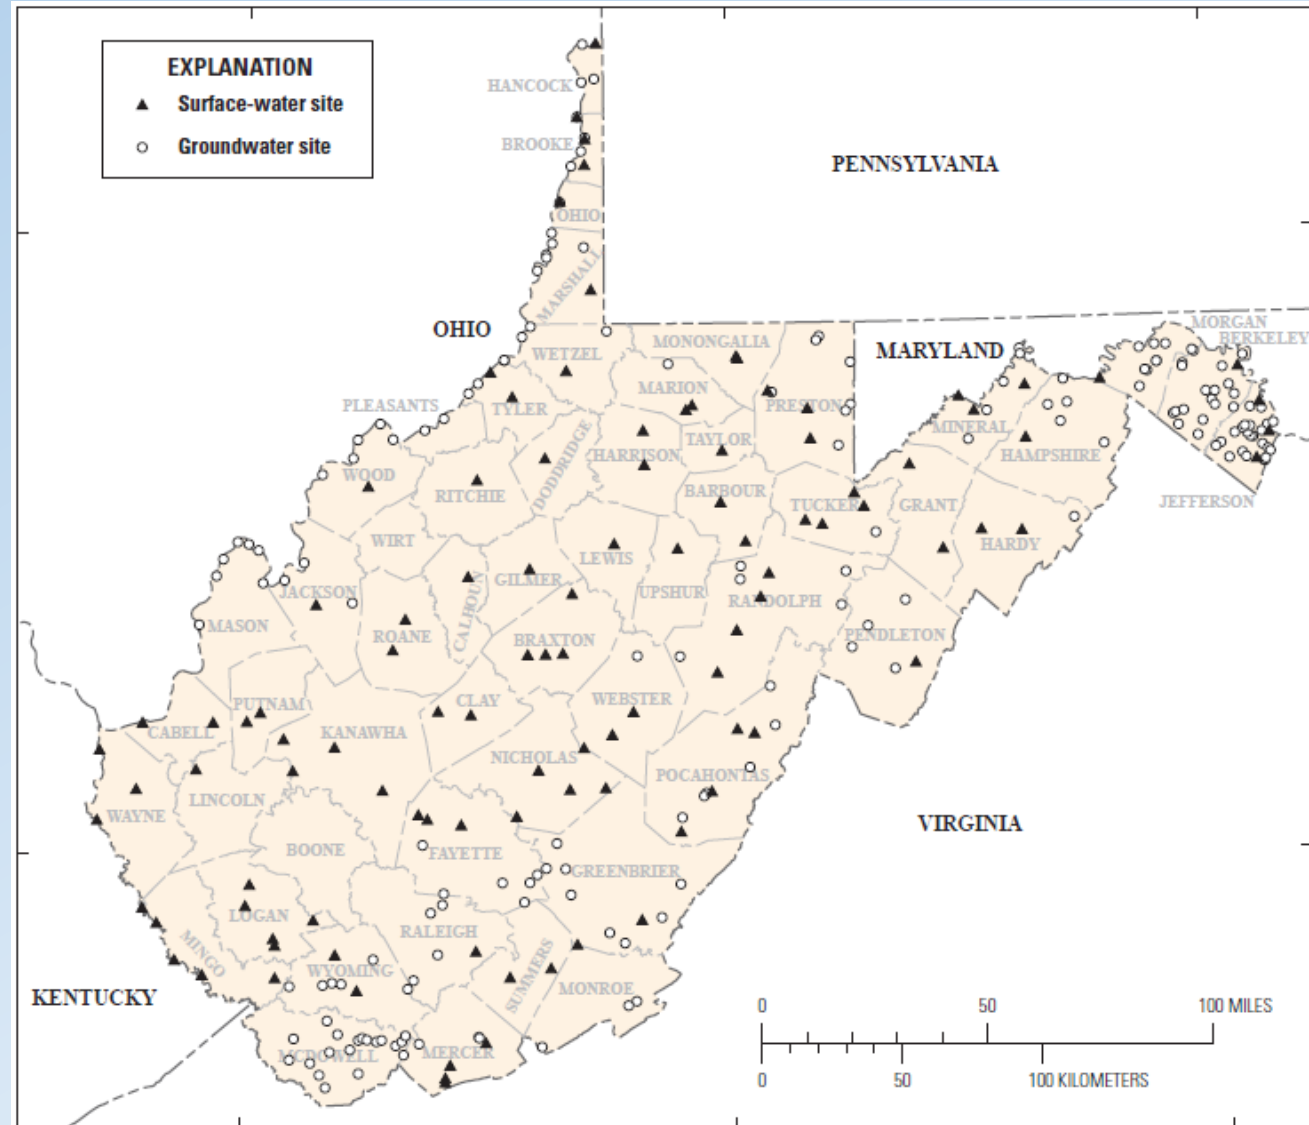 EXPLANATION
Surface-water site
Groundwater site
HANCOCK
BROOKE
OHIO
MARSHALL
PENNSYLVANIA
OHIO
MARYLAND
MORGAN
BERKELEY
JEFFERSON
WETZEL
MONONGALIA
MARION
PRESTON
PLEASANTS
TYLER
DODDRIDGE
HARRISON
TAYLOR
MINERAL
HAMPSHIRE
WOOD
RITCHIE
BARBOUR
TUCKER
GRANT
HARDY
WIRT
LEWIS
GILMER
CALHOUN
UPSHUR
RANDOLPH
JACKSON
MASON
ROANE
BRAXTON
PENDLETON
PUTNAM
CLAY
WEBSTER
CABELL
KANAWHA
NICHOLAS
POCAHONTAS
WAYNE
LINCOLN
VIRGINIA
BOONE
FAYETTE
GREENBRIER
LOGAN
RALEIGH
MINGO
WYOMING
SUMMERS
MONROE
KENTUCKY
MCDOWELL
MERCER
0 50 100 MILES
0 50 100 KILOMETERS